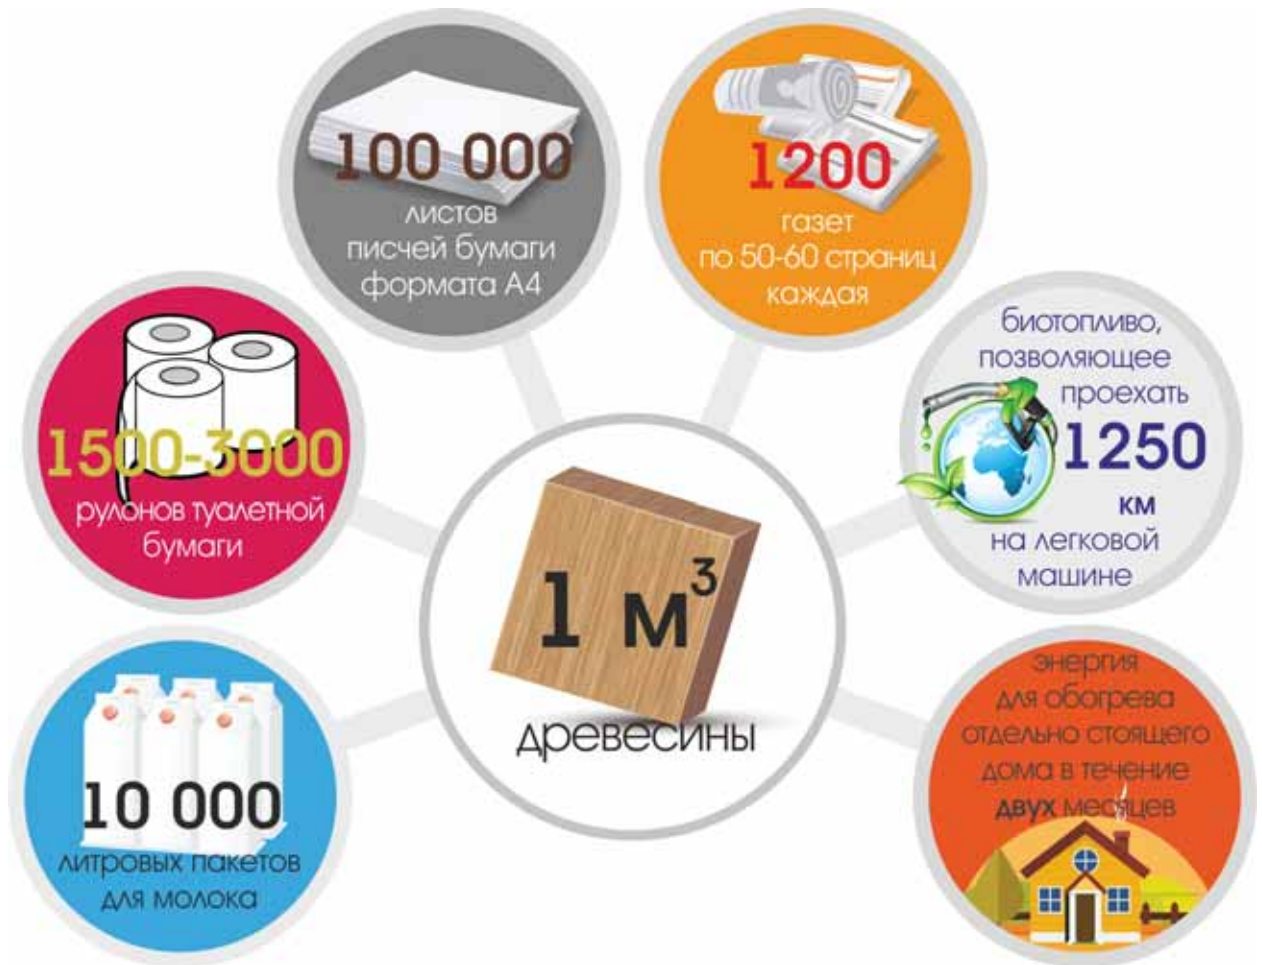 100 000
листов
писчей бумаги
формата А4
1200
газет
по 50-60 страниц
каждая
1500-3000
рулонов туалетной
бумаги
биотопливо,
позволяющее
проехать
1250
км
на легковой
машине
1 м³
древесины
10 000
литровых пакетов
для молока
энергия
для обогрева
отдельно стоящего
дома в течение
двух месяцев